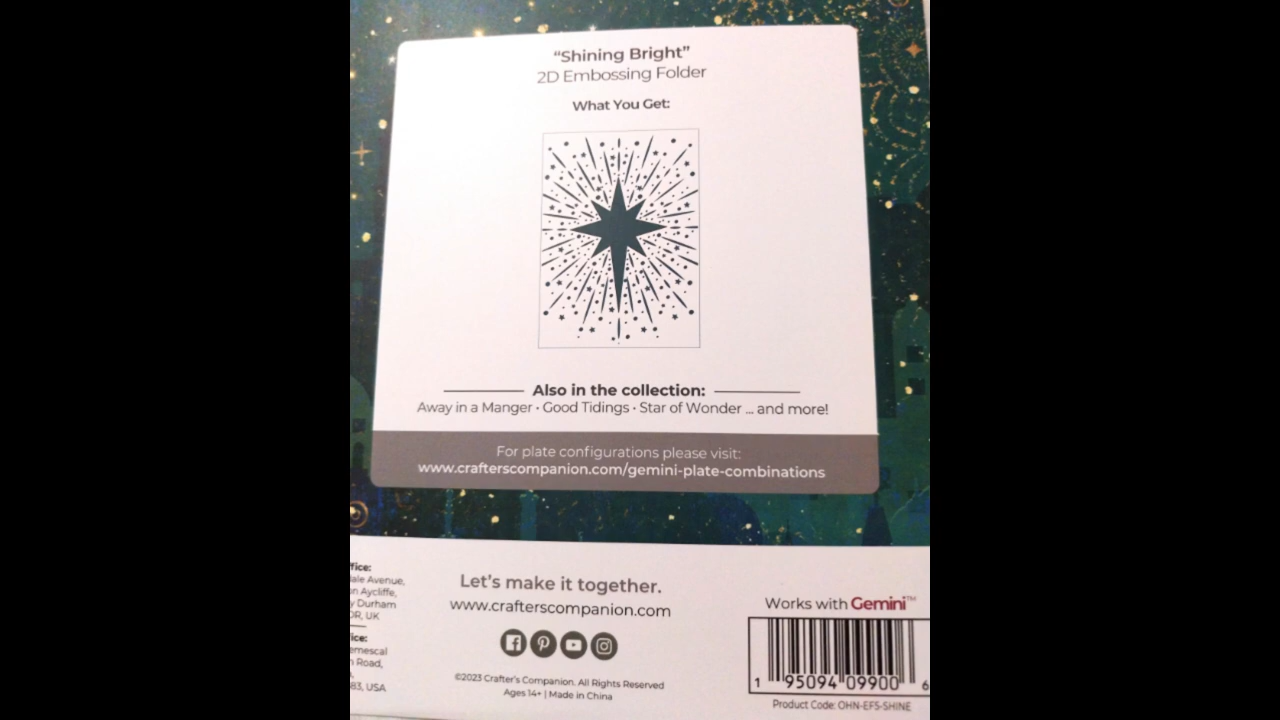 “Shining Bright”
2D Embossing Folder
What You Get:
Also in the collection:
Away in a Manger • Good Tidings • Star of Wonder ... and more!
For plate configurations please visit:
www.crafterscompanion.com/gemini-plate-combinations
fice:
ale Avenue,
n Aycliffe,
y Durham
DR, UK
ice:
emescal
n Road,
83, USA
Let's make it together.
www.crafterscompanion.com
©2023 Crafter's Companion. All Rights Reserved
Ages 14+ | Made in China
Works with Gemini™
1 95094 09900 6
Product Code: OHN-EF5-SHINE